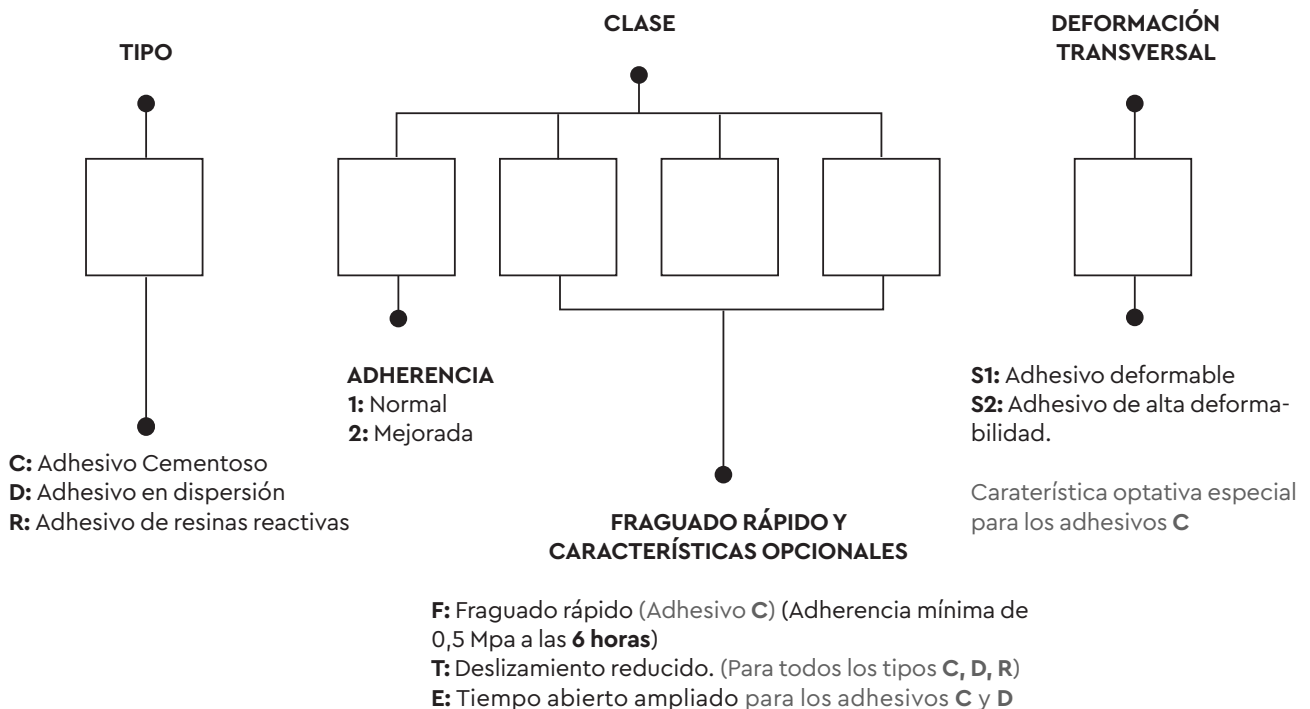 TIPO
CLASE
DEFORMACIÓN
TRANSVERSAL
C: Adhesivo Cementoso
D: Adhesivo en dispersión
R: Adhesivo de resinas reactivas
ADHERENCIA
1: Normal
2: Mejorada
FRAGUADO RÁPIDO Y
CARACTERÍSTICAS OPCIONALES
F: Fraguado rápido (Adhesivo C) (Adherencia mínima de
0,5 Mpa a las 6 horas)
T: Deslizamiento reducido. (Para todos los tipos C, D, R)
E: Tiempo abierto ampliado para los adhesivos C y D
S1: Adhesivo deformable
S2: Adhesivo de alta deforma-
bilidad.
Caraterística optativa especial
para los adhesivos C